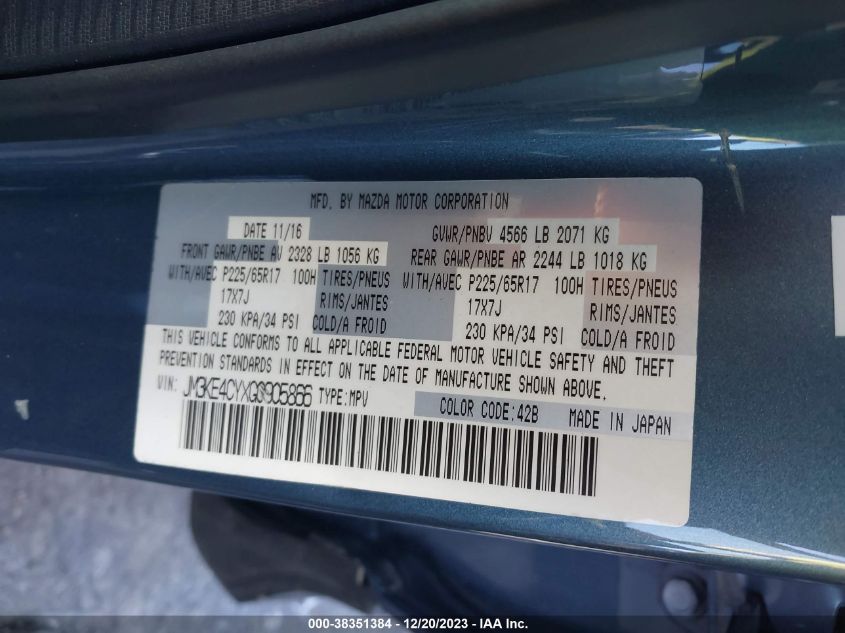 MFD. BY MAZDA MOTOR CORPORATION
DATE 11/16 GVWR/PNBV 4566 LB 2071 KG
FRONT GAWR/PNBE AV 2328 LB 1056 KG REAR GAWR/PNBE AR 2244 LB 1018 KG
WITH/AVEC P225/65R17 100H TIRES/PNEUS WITH/AVEC P225/65R17 100H TIRES/PNEUS
17X7J RIMS/JANTES 17X7J RIMS/JANTES
230 KPA/34 PSI COLD/A FROID 230 KPA/34 PSI COLD/A FROID
THIS VEHICLE CONFORMS TO ALL APPLICABLE FEDERAL MOTOR VEHICLE SAFETY AND THEFT
PREVENTION STANDARDS IN EFFECT ON THE DATE OF MANUFACTURE SHOWN ABOVE.
VIN: JM3KE4CYXG0905866 TYPE:MPV
COLOR CODE:42B MADE IN JAPAN
000-38351384 - 12/20/2023 - IAA Inc.